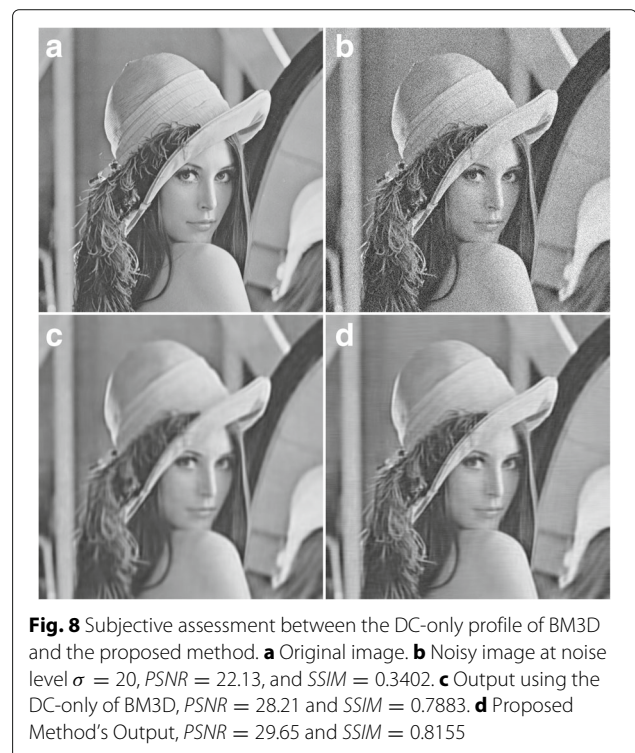 a
b
c
d
Fig. 8 Subjective assessment between the DC-only profile of BM3D
and the proposed method. a Original image. b Noisy image at noise
level σ = 20, PSNR = 22.13, and SSIM = 0.3402. c Output using the
DC-only of BM3D, PSNR = 28.21 and SSIM = 0.7883. d Proposed
Method's Output, PSNR = 29.65 and SSIM = 0.8155